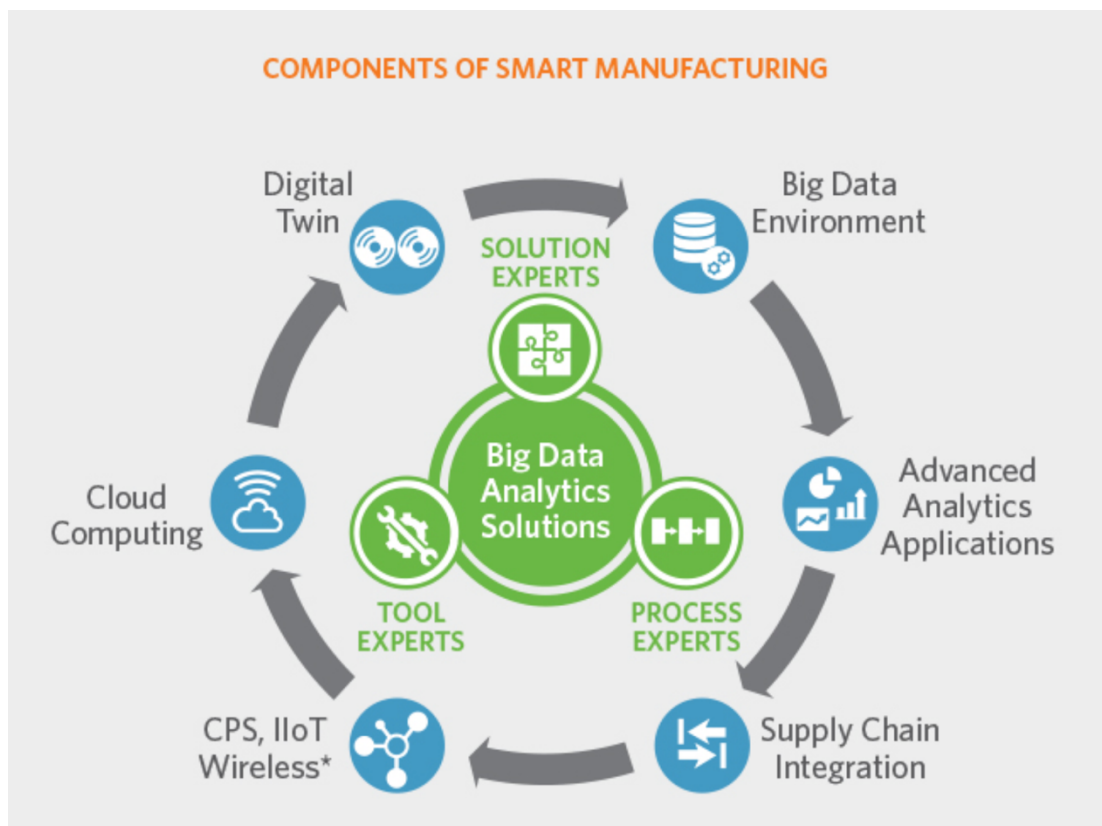 COMPONENTS OF SMART MANUFACTURING
Digital
Twin
Big Data
Environment
SOLUTION
EXPERTS
Big Data
Analytics
Solutions
Cloud
Computing
Advanced
Analytics
Applications
TOOL
EXPERTS
PROCESS
EXPERTS
CPS, IIoT
Wireless*
Supply Chain
Integration